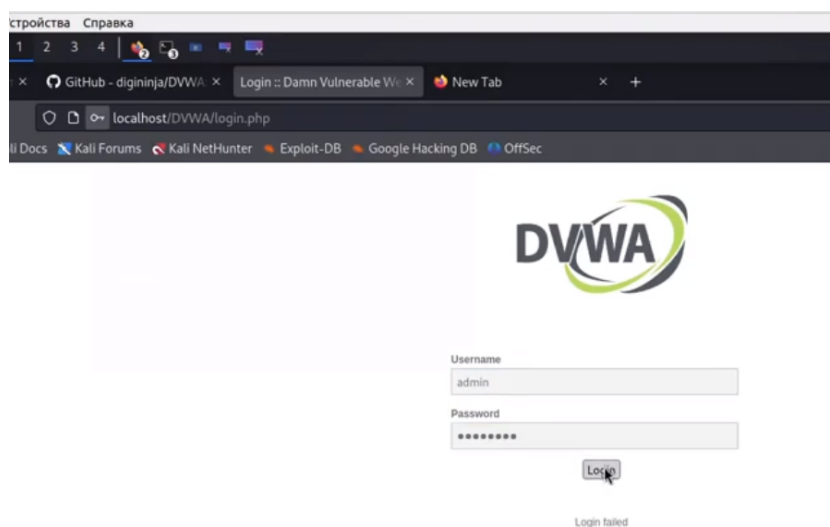 стройства Справка
1 2 3 4 2 3
GitHub - digininja/DVWA: Login :: Damn Vulnerable We New Tab
localhost/DVWA/login.php
li Docs Kali Forums Kali NetHunter Exploit-DB Google Hacking DB OffSec
DVWA
Username
admin
Password
Login
Login failed